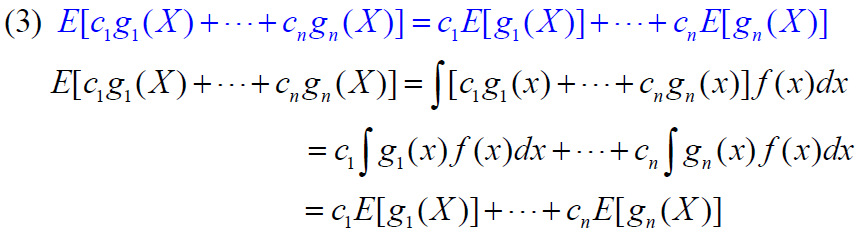 (3) E[c₁g₁(X)+⋯+cₙgₙ(X)]=c₁E[g₁(X)]+⋯+cₙE[gₙ(X)]
E[c₁g₁(X)+⋯+cₙgₙ(X)]=∫[c₁g₁(x)+⋯+cₙgₙ(x)]f(x)dx
=c₁∫g₁(x)f(x)dx+⋯+cₙ∫gₙ(x)f(x)dx
=c₁E[g₁(X)]+⋯+cₙE[gₙ(X)]